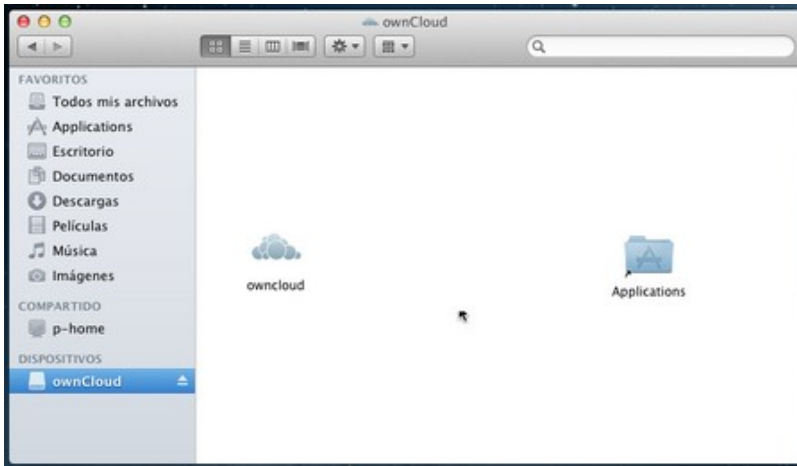 ownCloud
FAVORITOS
Todos mis archivos
Applications
Escritorio
Documentos
Descargas
Películas
Música
Imágenes
COMPARTIDO
p-home
DISPOSITIVOS
ownCloud
owncloud
Applications